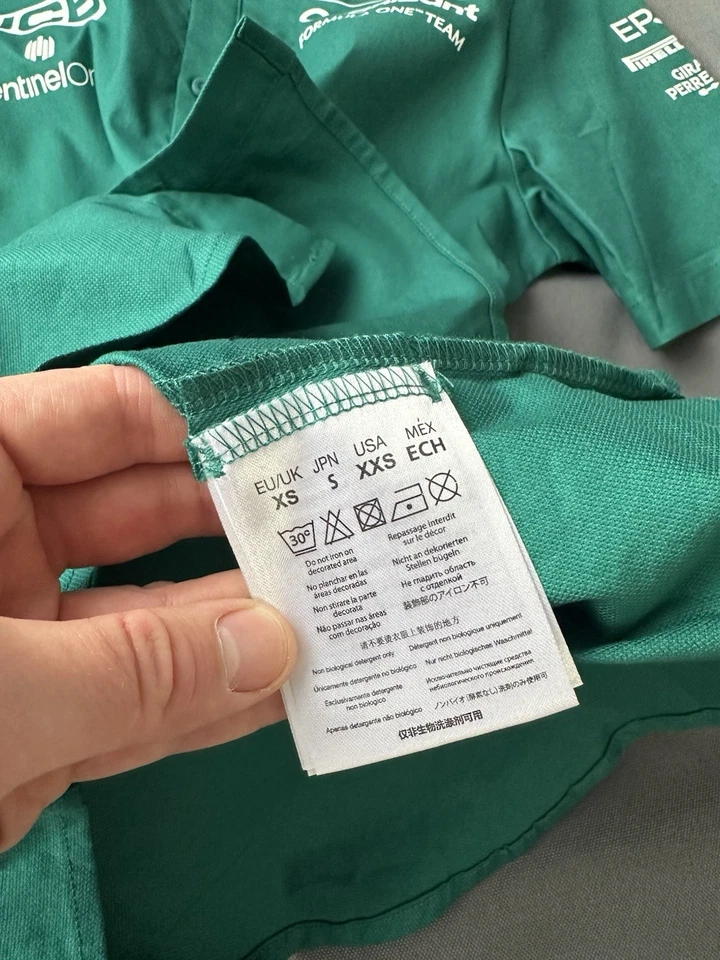 JCB
entinelOn
FORMULA ONE™ TEAM
EPS
PIRELL
GIRA
PERRE
EU/UK JPN USA MÉX
XS S XXS ECH
30°
Do not iron on
decorated area
No planchar en las
áreas decoradas
Non stirare la parte
decorata
Não passar nas áreas
com decoração
Repassage interdit
sur le décor
Nicht an dekorierten
Stellen bügeln
Не гладить область
с отделкой
装飾部のアイロン不可
请不要烫衣服上装饰的地方
Non biological detergent only
Únicamente detergente no biológico
Esclusivamente detergente
non biologico
Apenas detergente não biológico
Détergent non biologique uniquement
Nur nicht biologisches Waschmittel
Исключительно чистящие средства
небиологического происхождения
ノンバイオ（酵素なし）洗剤のみ使用可
仅非生物洗涤剂可用